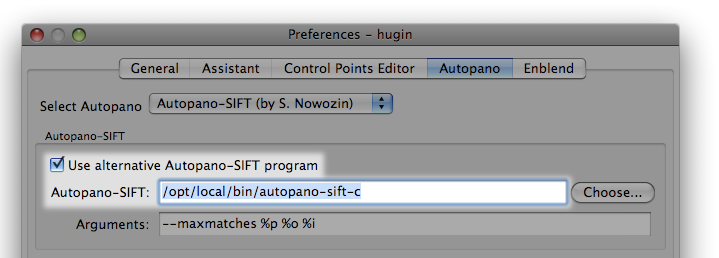 Preferences – hugin
General Assistant Control Points Editor Autopano Enblend
Select Autopano Autopano-SIFT (by S. Nowozin)
Autopano-SIFT
Use alternative Autopano-SIFT program
Autopano-SIFT: /opt/local/bin/autopano-sift-c Choose...
Arguments: --maxmatches %p %o %i